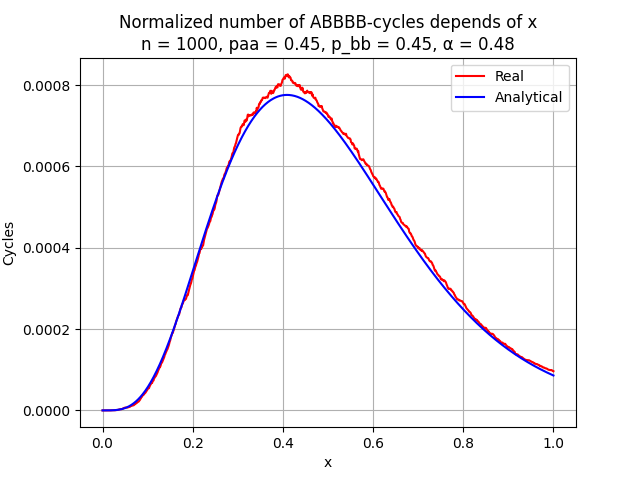 Normalized number of ABBBB-cycles depends of x
n = 1000, paa = 0.45, p_bb = 0.45, α = 0.48
Real
Analytical
0.0008
0.0006
0.0004
0.0002
0.0000
Cycles
0.0 0.2 0.4 0.6 0.8 1.0
x